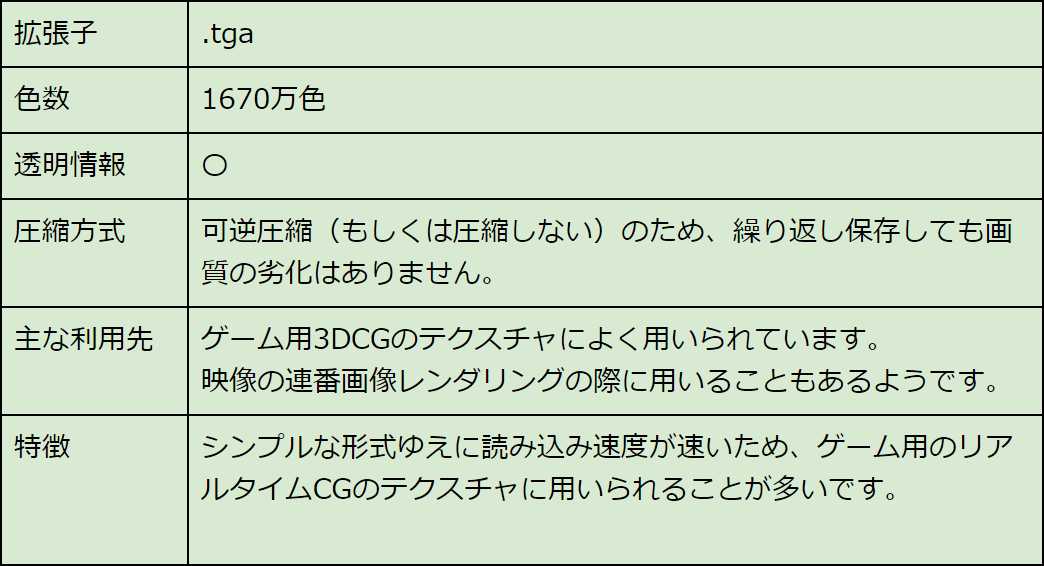 拡張子
.tga
色数
1670万色
透明情報
〇
圧縮方式
可逆圧縮（もしくは圧縮しない）のため、繰り返し保存しても画
質の劣化はありません。
主な利用先
ゲーム用3DCGのテクスチャによく用いられています。
映像の連番画像レンダリングの際に用いることもあるようです。
特徴
シンプルな形式ゆえに読み込み速度が速いため、ゲーム用のリア
ルタイムCGのテクスチャに用いられることが多いです。